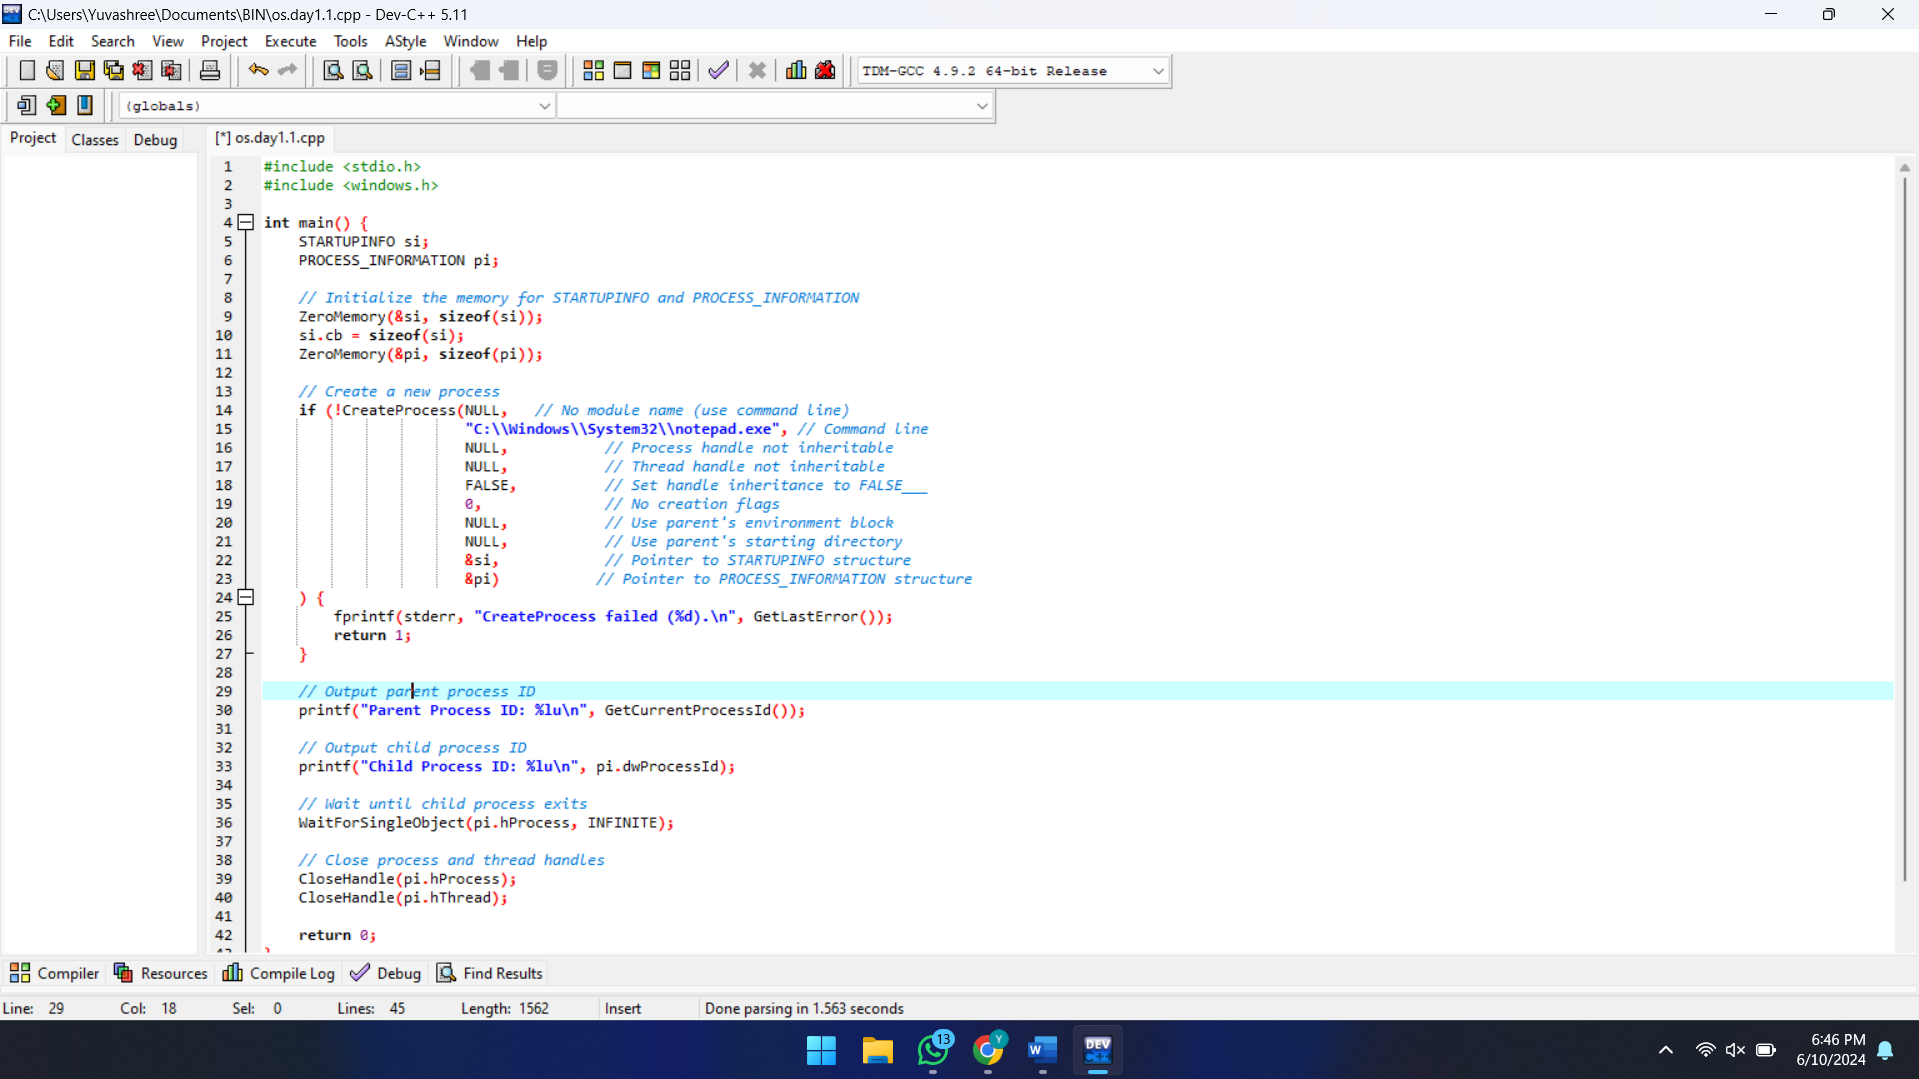 C:\Users\Yuvashree\Documents\BIN\os.day1.1.cpp - Dev-C++ 5.11
File Edit Search View Project Execute Tools AStyle Window Help
TDM-GCC 4.9.2 64-bit Release
(globals)
Project Classes Debug [*] os.day1.1.cpp
1 #include <stdio.h>
2 #include <windows.h>
3
4 int main() {
5 STARTUPINFO si;
6 PROCESS_INFORMATION pi;
7
8 // Initialize the memory for STARTUPINFO and PROCESS_INFORMATION
9 ZeroMemory(&si, sizeof(si));
10 si.cb = sizeof(si);
11 ZeroMemory(&pi, sizeof(pi));
12
13 // Create a new process
14 if (!CreateProcess(NULL, // No module name (use command line)
15 "C:\\Windows\\System32\\notepad.exe", // Command line
16 NULL, // Process handle not inheritable
17 NULL, // Thread handle not inheritable
18 FALSE, // Set handle inheritance to FALSE___
19 0, // No creation flags
20 NULL, // Use parent's environment block
21 NULL, // Use parent's starting directory
22 &si, // Pointer to STARTUPINFO structure
23 &pi) // Pointer to PROCESS_INFORMATION structure
24 ) {
25 fprintf(stderr, "CreateProcess failed (%d).\n", GetLastError());
26 return 1;
27 }
28
29 // Output parent process ID
30 printf("Parent Process ID: %lu\n", GetCurrentProcessId());
31
32 // Output child process ID
33 printf("Child Process ID: %lu\n", pi.dwProcessId);
34
35 // Wait until child process exits
36 WaitForSingleObject(pi.hProcess, INFINITE);
37
38 // Close process and thread handles
39 CloseHandle(pi.hProcess);
40 CloseHandle(pi.hThread);
41
42 return 0;
Compiler Resources Compile Log Debug Find Results
Line: 29 Col: 18 Sel: 0 Lines: 45 Length: 1562 Insert Done parsing in 1.563 seconds
13 Y W DEV C++
6:46 PM
6/10/2024